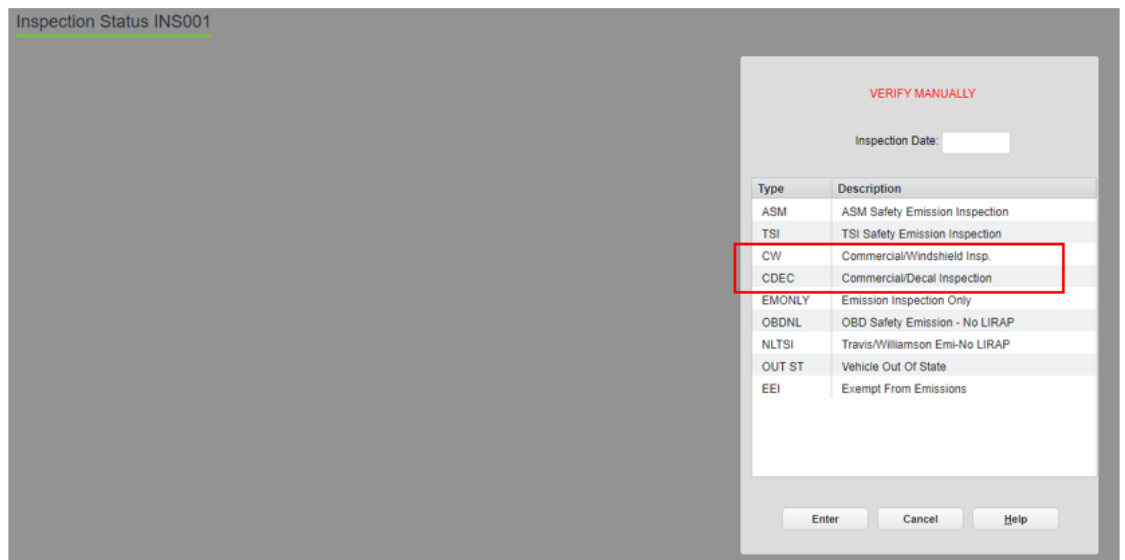 Inspection Status INS001
VERIFY MANUALLY
Inspection Date:
Type Description
ASM ASM Safety Emission Inspection
TSI TSI Safety Emission Inspection
CW Commercial/Windshield Insp.
CDEC Commercial/Decal Inspection
EMONLY Emission Inspection Only
OBDNL OBD Safety Emission - No LIRAP
NLTSI Travis/Williamson Emi-No LIRAP
OUT ST Vehicle Out Of State
EEI Exempt From Emissions
Enter Cancel Help